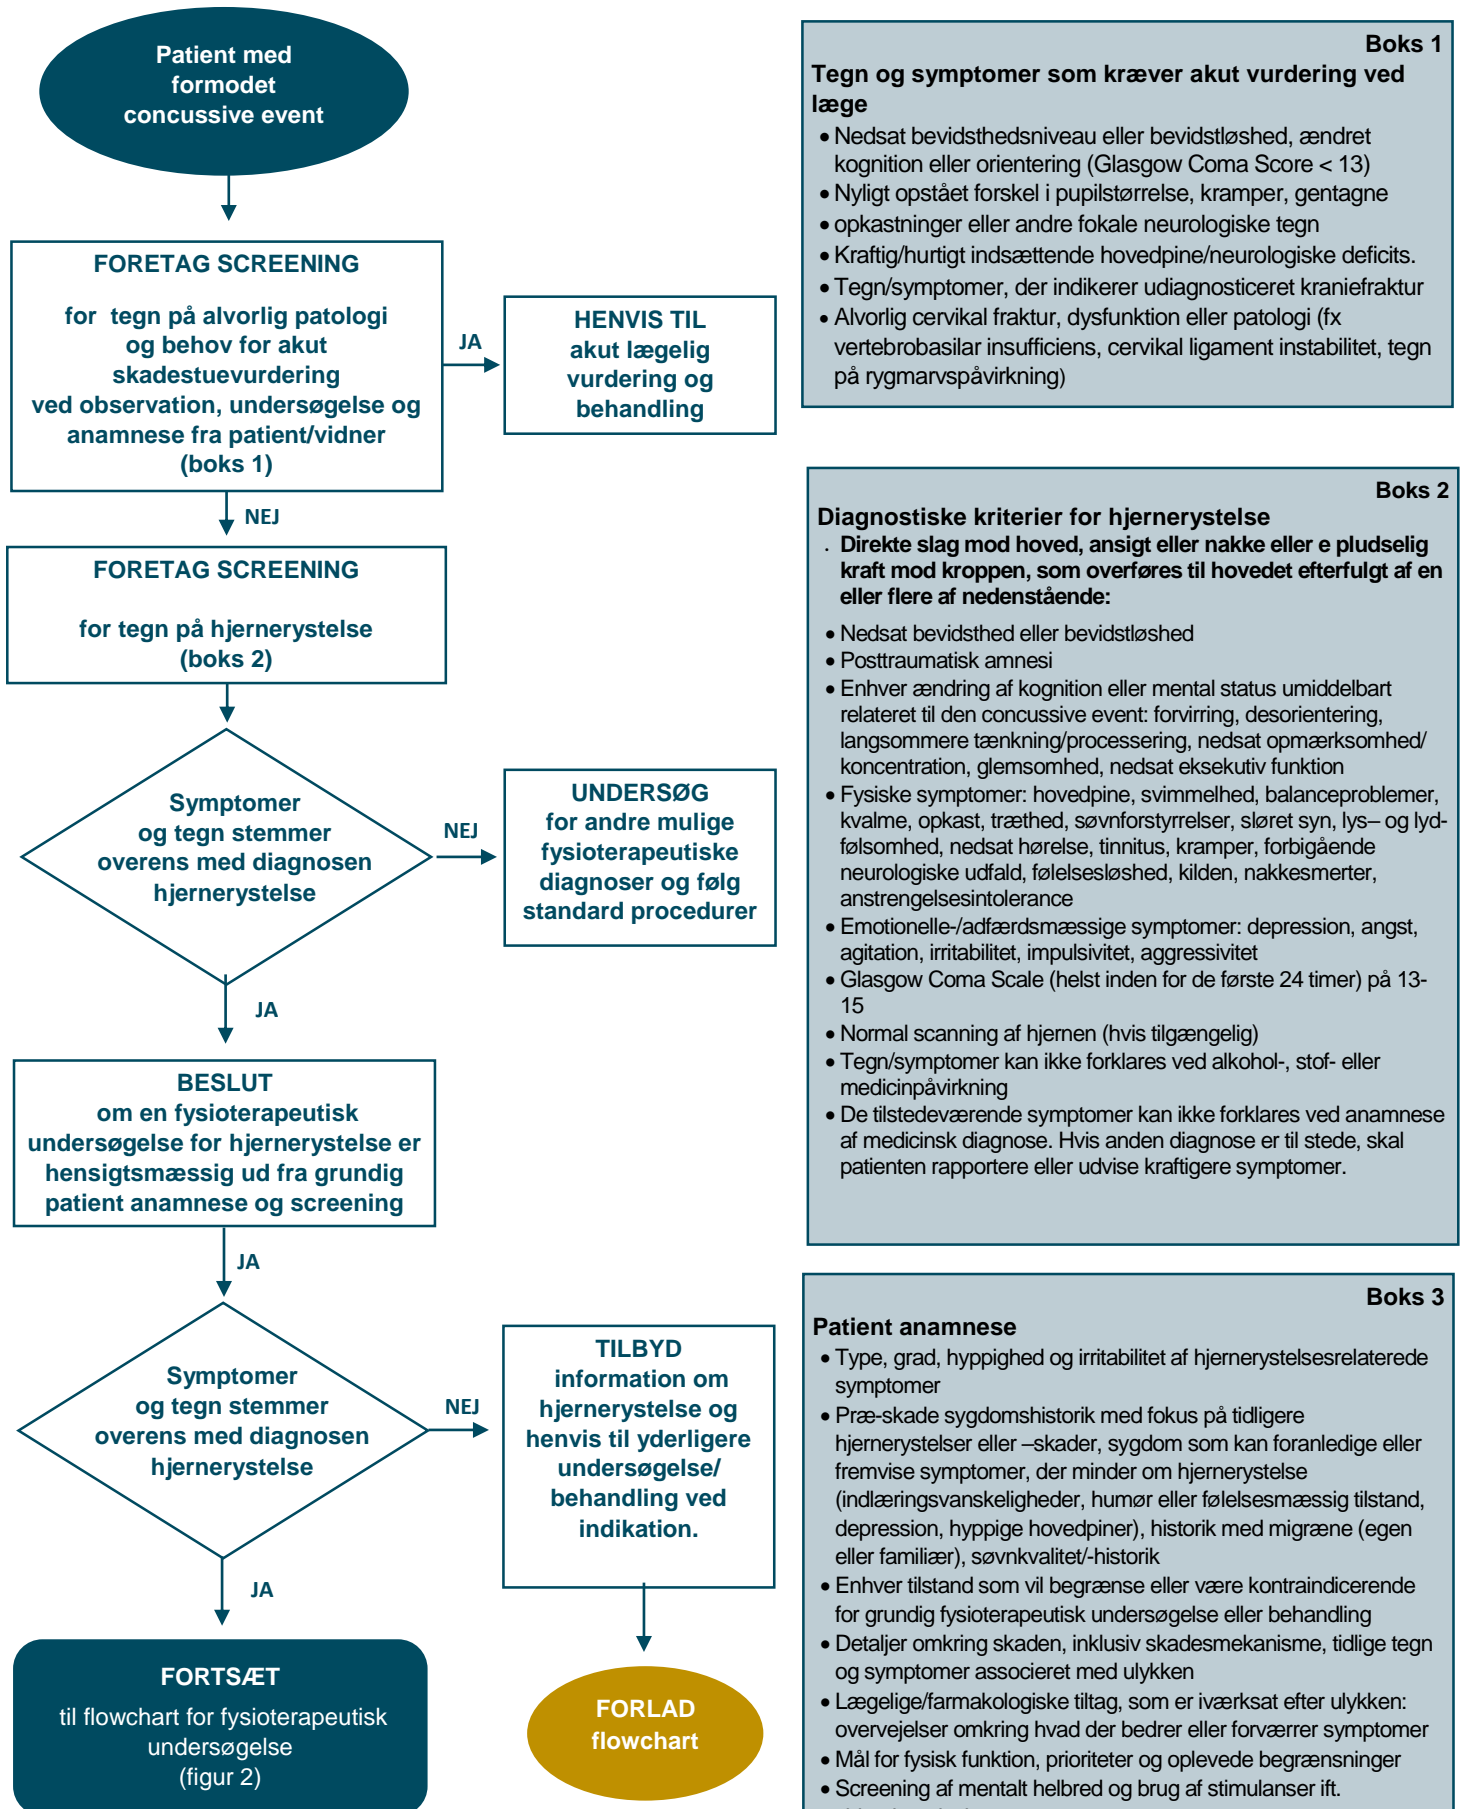 Patient med
formodet
concussive event
FORETAG SCREENING
for tegn på alvorlig patologi
og behov for akut
skadestuevurdering
ved observation, undersøgelse og
anamnese fra patient/vidner
(boks 1)
JA
HENVIS TIL
akut lægelig
vurdering og
behandling
NEJ
FORETAG SCREENING
for tegn på hjernerystelse
(boks 2)
Symptomer
og tegn stemmer
overens med diagnosen
hjernerystelse
NEJ
UNDERSØG
for andre mulige
fysioterapeutiske
diagnoser og følg
standard procedurer
JA
BESLUT
om en fysioterapeutisk
undersøgelse for hjernerystelse er
hensigtsmæssig ud fra grundig
patient anamnese og screening
JA
Symptomer
og tegn stemmer
overens med diagnosen
hjernerystelse
NEJ
TILBYD
information om
hjernerystelse og
henvis til yderligere
undersøgelse/
behandling ved
indikation.
JA
FORTSÆT
til flowchart for fysioterapeutisk
undersøgelse
(figur 2)
FORLAD
flowchart
Boks 1
Tegn og symptomer som kræver akut vurdering ved
læge
• Nedsat bevidsthedsniveau eller bevidstløshed, ændret
kognition eller orientering (Glasgow Coma Score < 13)
• Nyligt opstået forskel i pupilstørrelse, kramper, gentagne
• opkastninger eller andre fokale neurologiske tegn
• Kraftig/hurtigt indsættende hovedpine/neurologiske deficits.
• Tegn/symptomer, der indikerer udiagnosticeret kraniefraktur
• Alvorlig cervikal fraktur, dysfunktion eller patologi (fx
vertebrobasilar insufficiens, cervikal ligament instabilitet, tegn
på rygmarvspåvirkning)
Boks 2
Diagnostiske kriterier for hjernerystelse
. Direkte slag mod hoved, ansigt eller nakke eller e pludselig
kraft mod kroppen, som overføres til hovedet efterfulgt af en
eller flere af nedenstående:
• Nedsat bevidsthed eller bevidstløshed
• Posttraumatisk amnesi
• Enhver ændring af kognition eller mental status umiddelbart
relateret til den concussive event: forvirring, desorientering,
langsommere tænkning/processering, nedsat opmærksomhed/
koncentration, glemsomhed, nedsat eksekutiv funktion
• Fysiske symptomer: hovedpine, svimmelhed, balanceproblemer,
kvalme, opkast, træthed, søvnforstyrrelser, sløret syn, lys– og lyd-
følsomhed, nedsat hørelse, tinnitus, kramper, forbigående
neurologiske udfald, følelsesløshed, kilden, nakkesmerter,
anstrengelsesintolerance
• Emotionelle-/adfærdsmæssige symptomer: depression, angst,
agitation, irritabilitet, impulsivitet, aggressivitet
• Glasgow Coma Scale (helst inden for de første 24 timer) på 13-
15
• Normal scanning af hjernen (hvis tilgængelig)
• Tegn/symptomer kan ikke forklares ved alkohol-, stof- eller
medicinpåvirkning
• De tilstedeværende symptomer kan ikke forklares ved anamnese
af medicinsk diagnose. Hvis anden diagnose er til stede, skal
patienten rapportere eller udvise kraftigere symptomer.
Boks 3
Patient anamnese
• Type, grad, hyppighed og irritabilitet af hjernerystelsesrelaterede
symptomer
• Præ-skade sygdomshistorik med fokus på tidligere
hjernerystelser eller –skader, sygdom som kan foranledige eller
fremvise symptomer, der minder om hjernerystelse
(indlæringsvanskeligheder, humør eller følelsesmæssig tilstand,
depression, hyppige hovedpiner), historik med migræne (egen
eller familiær), søvnkvalitet/-historik
• Enhver tilstand som vil begrænse eller være kontraindicerende
for grundig fysioterapeutisk undersøgelse eller behandling
• Detaljer omkring skaden, inklusiv skadesmekanisme, tidlige tegn
og symptomer associeret med ulykken
• Lægelige/farmakologiske tiltag, som er iværksat efter ulykken:
overvejelser omkring hvad der bedrer eller forværrer symptomer
• Mål for fysisk funktion, prioriteter og oplevede begrænsninger
• Screening af mentalt helbred og brug af stimulanser ift.